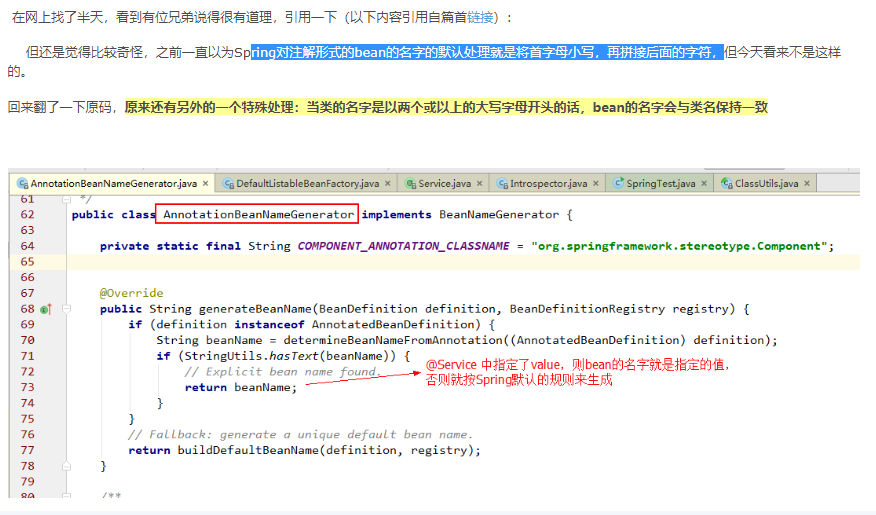 在网上找了半天，看到有位兄弟说得很有道理，引用一下（以下内容引用自篇首链接）：
但还是觉得比较奇怪，之前一直以为Spring对注解形式的bean的名字的默认处理就是将首字母小写，再拼接后面的字符，但今天看来不是这样
的。
回来翻了一下原码，原来还有另外的一个特殊处理：当类的名字是以两个或以上的大写字母开头的话，bean的名字会与类名保持一致
AnnotationBeanNameGenerator.java × DefaultListableBeanFactory.java × Service.java × Introspector.java × SpringTest.java × ClassUtils.java ×
61 */
62 public class AnnotationBeanNameGenerator implements BeanNameGenerator {
63
64 private static final String COMPONENT_ANNOTATION_CLASSNAME = "org.springframework.stereotype.Component";
65
66
67 @Override
68 public String generateBeanName(BeanDefinition definition, BeanDefinitionRegistry registry) {
69 if (definition instanceof AnnotatedBeanDefinition) {
70 String beanName = determineBeanNameFromAnnotation((AnnotatedBeanDefinition) definition);
71 if (StringUtils.hasText(beanName)) {
72 // Explicit bean name found.
73 return beanName;
@Service 中指定了value，则bean的名字就是指定的值，
否则就按Spring默认的规则来生成
74 }
75 }
76 // Fallback: generate a unique default bean name.
77 return buildDefaultBeanName(definition, registry);
78 }
79
80 /**